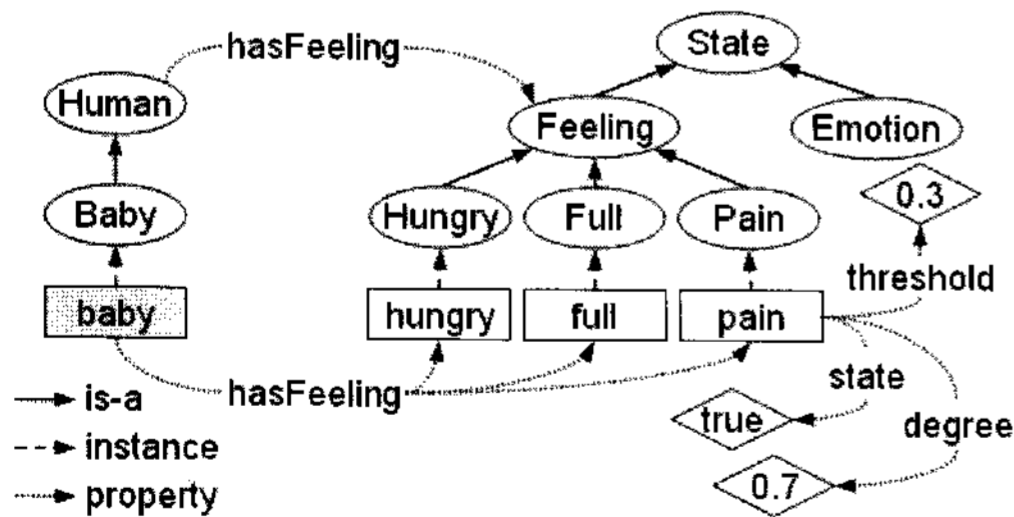 hasFeeling
State
Human
Feeling
Emotion
Baby
Hungry
Full
Pain
0.3
threshold
baby
hungry
full
pain
hasFeeling
state
is-a
true
degree
instance
0.7
property